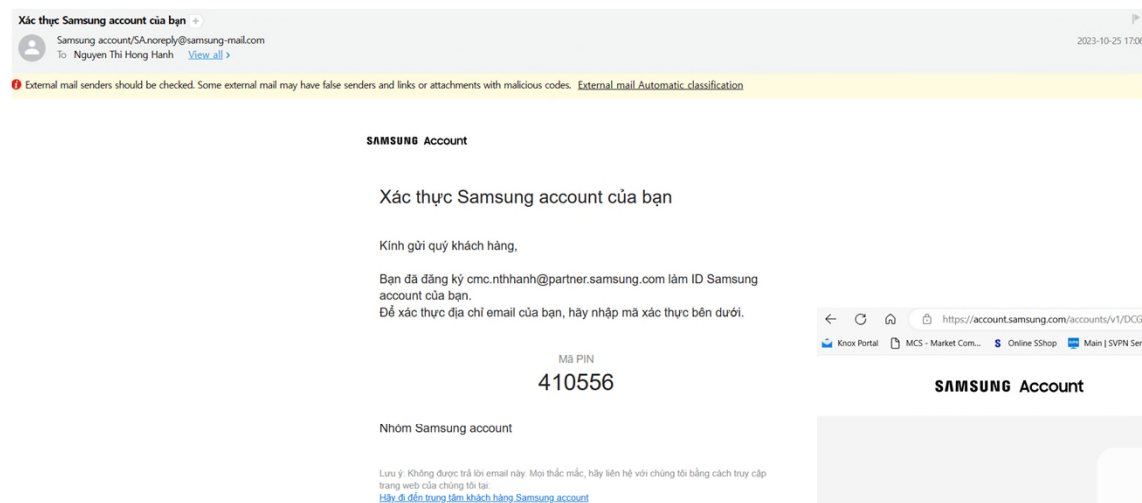 Xác thực Samsung account của bạn
Samsung account/SA.noreply@samsung-mail.com
2023-10-25 17:06
To Nguyen Thi Hong Hanh View all >
External mail senders should be checked. Some external mail may have false senders and links or attachments with malicious codes. External mail Automatic classification
SAMSUNG Account
Xác thực Samsung account của bạn
Kính gửi quý khách hàng,
Bạn đã đăng ký cmc.nthhanh@partner.samsung.com làm ID Samsung
account của bạn.
Để xác thực địa chỉ email của bạn, hãy nhập mã xác thực bên dưới.
Mã PIN
410556
Nhóm Samsung account
Lưu ý: Không được trả lời email này. Mọi thắc mắc, hãy liên hệ với chúng tôi bằng cách truy cập
trang web của chúng tôi tại:
Hãy đi đến trung tâm khách hàng Samsung account
https://account.samsung.com/accounts/v1/DCG
Knox Portal MCS - Market Com... S Online SShop Main | SVPN Ser
SAMSUNG Account